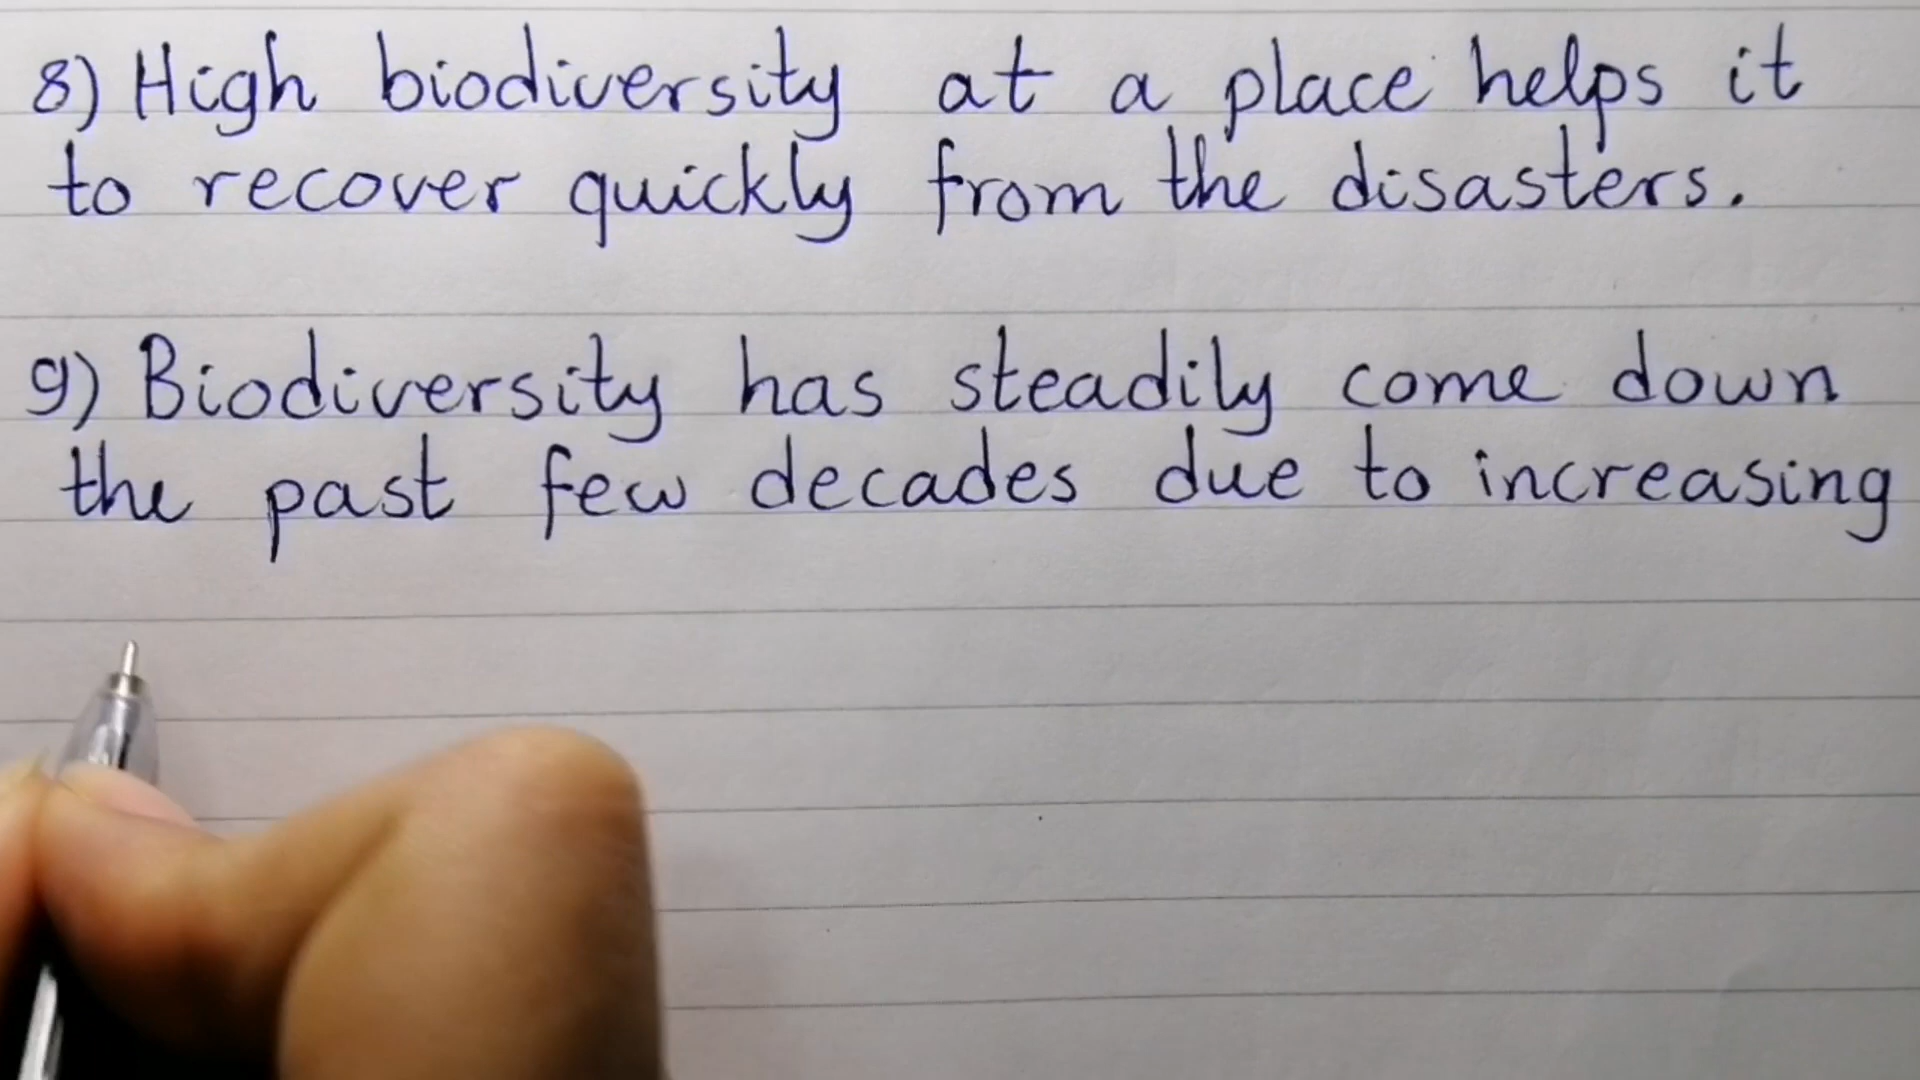 8) High biodiversity at a place helps it
to recover quickly from the disasters.
9) Biodiversity has steadily come down
the past few decades due to increasing